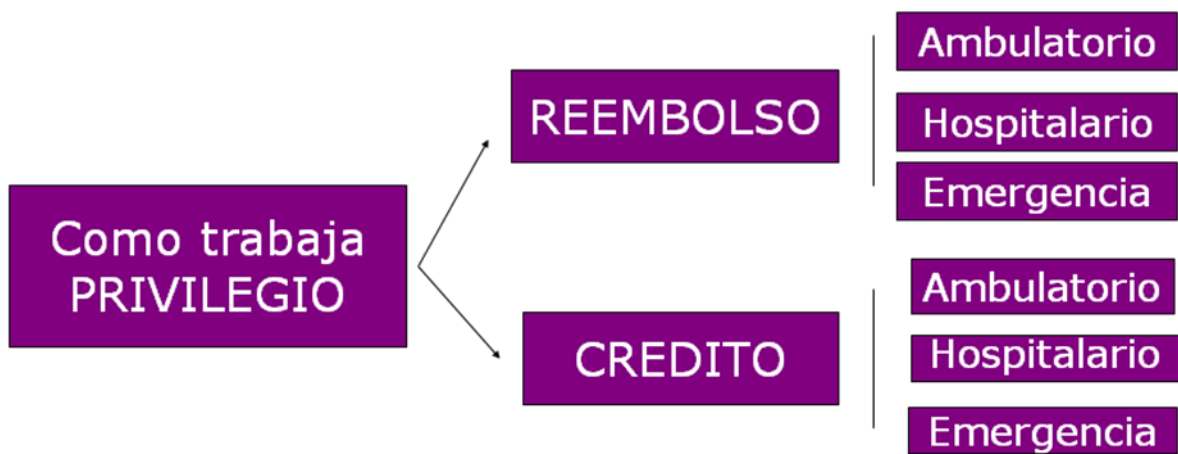 Como trabaja
PRIVILEGIO
REEMBOLSO
Ambulatorio
Hospitalario
Emergencia
CREDITO
Ambulatorio
Hospitalario
Emergencia